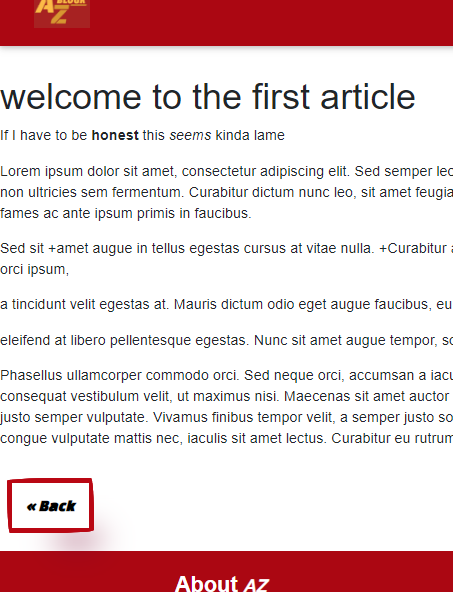 BLOCK
AZ
welcome to the first article
If I have to be honest this seems kinda lame
Lorem ipsum dolor sit amet, consectetur adipiscing elit. Sed semper leo
non ultricies sem fermentum. Curabitur dictum nunc leo, sit amet feugia
fames ac ante ipsum primis in faucibus.
Sed sit +amet augue in tellus egestas cursus at vitae nulla. +Curabitur a
orci ipsum,
a tincidunt velit egestas at. Mauris dictum odio eget augue faucibus, eu
eleifend at libero pellentesque egestas. Nunc sit amet augue tempor, so
Phasellus ullamcorper commodo orci. Sed neque orci, accumsan a iacu
consequat vestibulum velit, ut maximus nisi. Maecenas sit amet auctor
justo semper vulputate. Vivamus finibus tempor velit, a semper justo so
congue vulputate mattis nec, iaculis sit amet lectus. Curabitur eu rutrum
« Back
About AZ